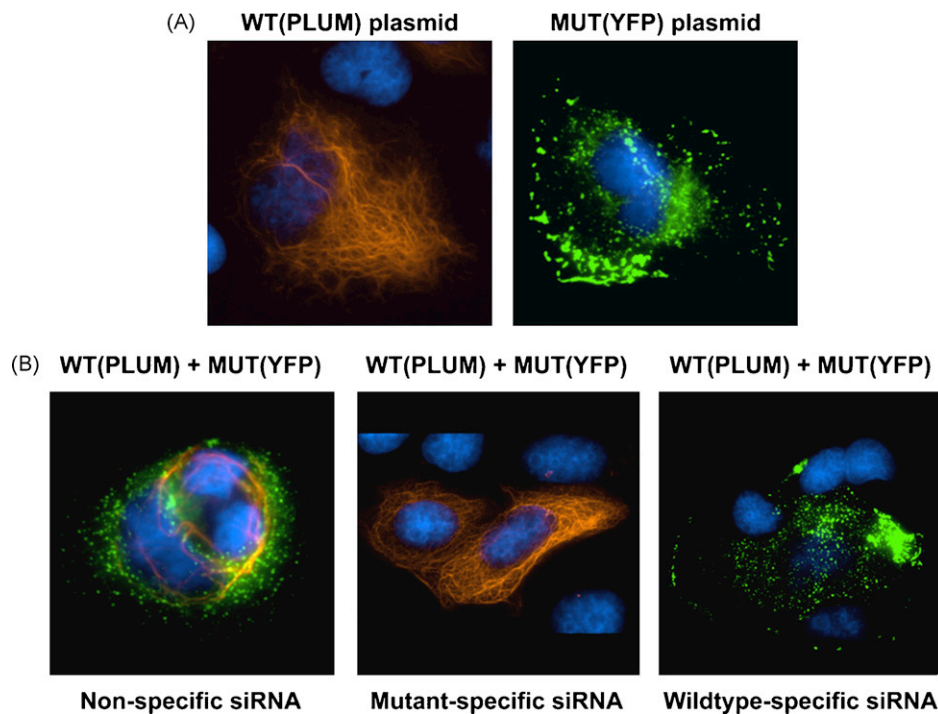 (A) WT(PLUM) plasmid MUT(YFP) plasmid
(B) WT(PLUM) + MUT(YFP) WT(PLUM) + MUT(YFP) WT(PLUM) + MUT(YFP)
Non-specific siRNA Mutant-specific siRNA Wildtype-specific siRNA